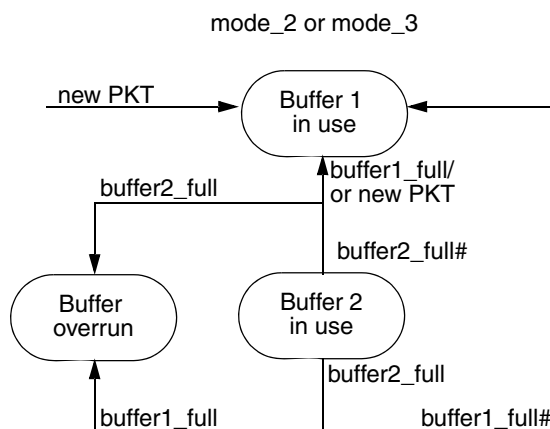 mode_2 or mode_3
new PKT
Buffer 1
in use
buffer1_full/
or new PKT
buffer2_full
buffer2_full#
Buffer
overrun
Buffer 2
in use
buffer2_full
buffer1_full
buffer1_full#